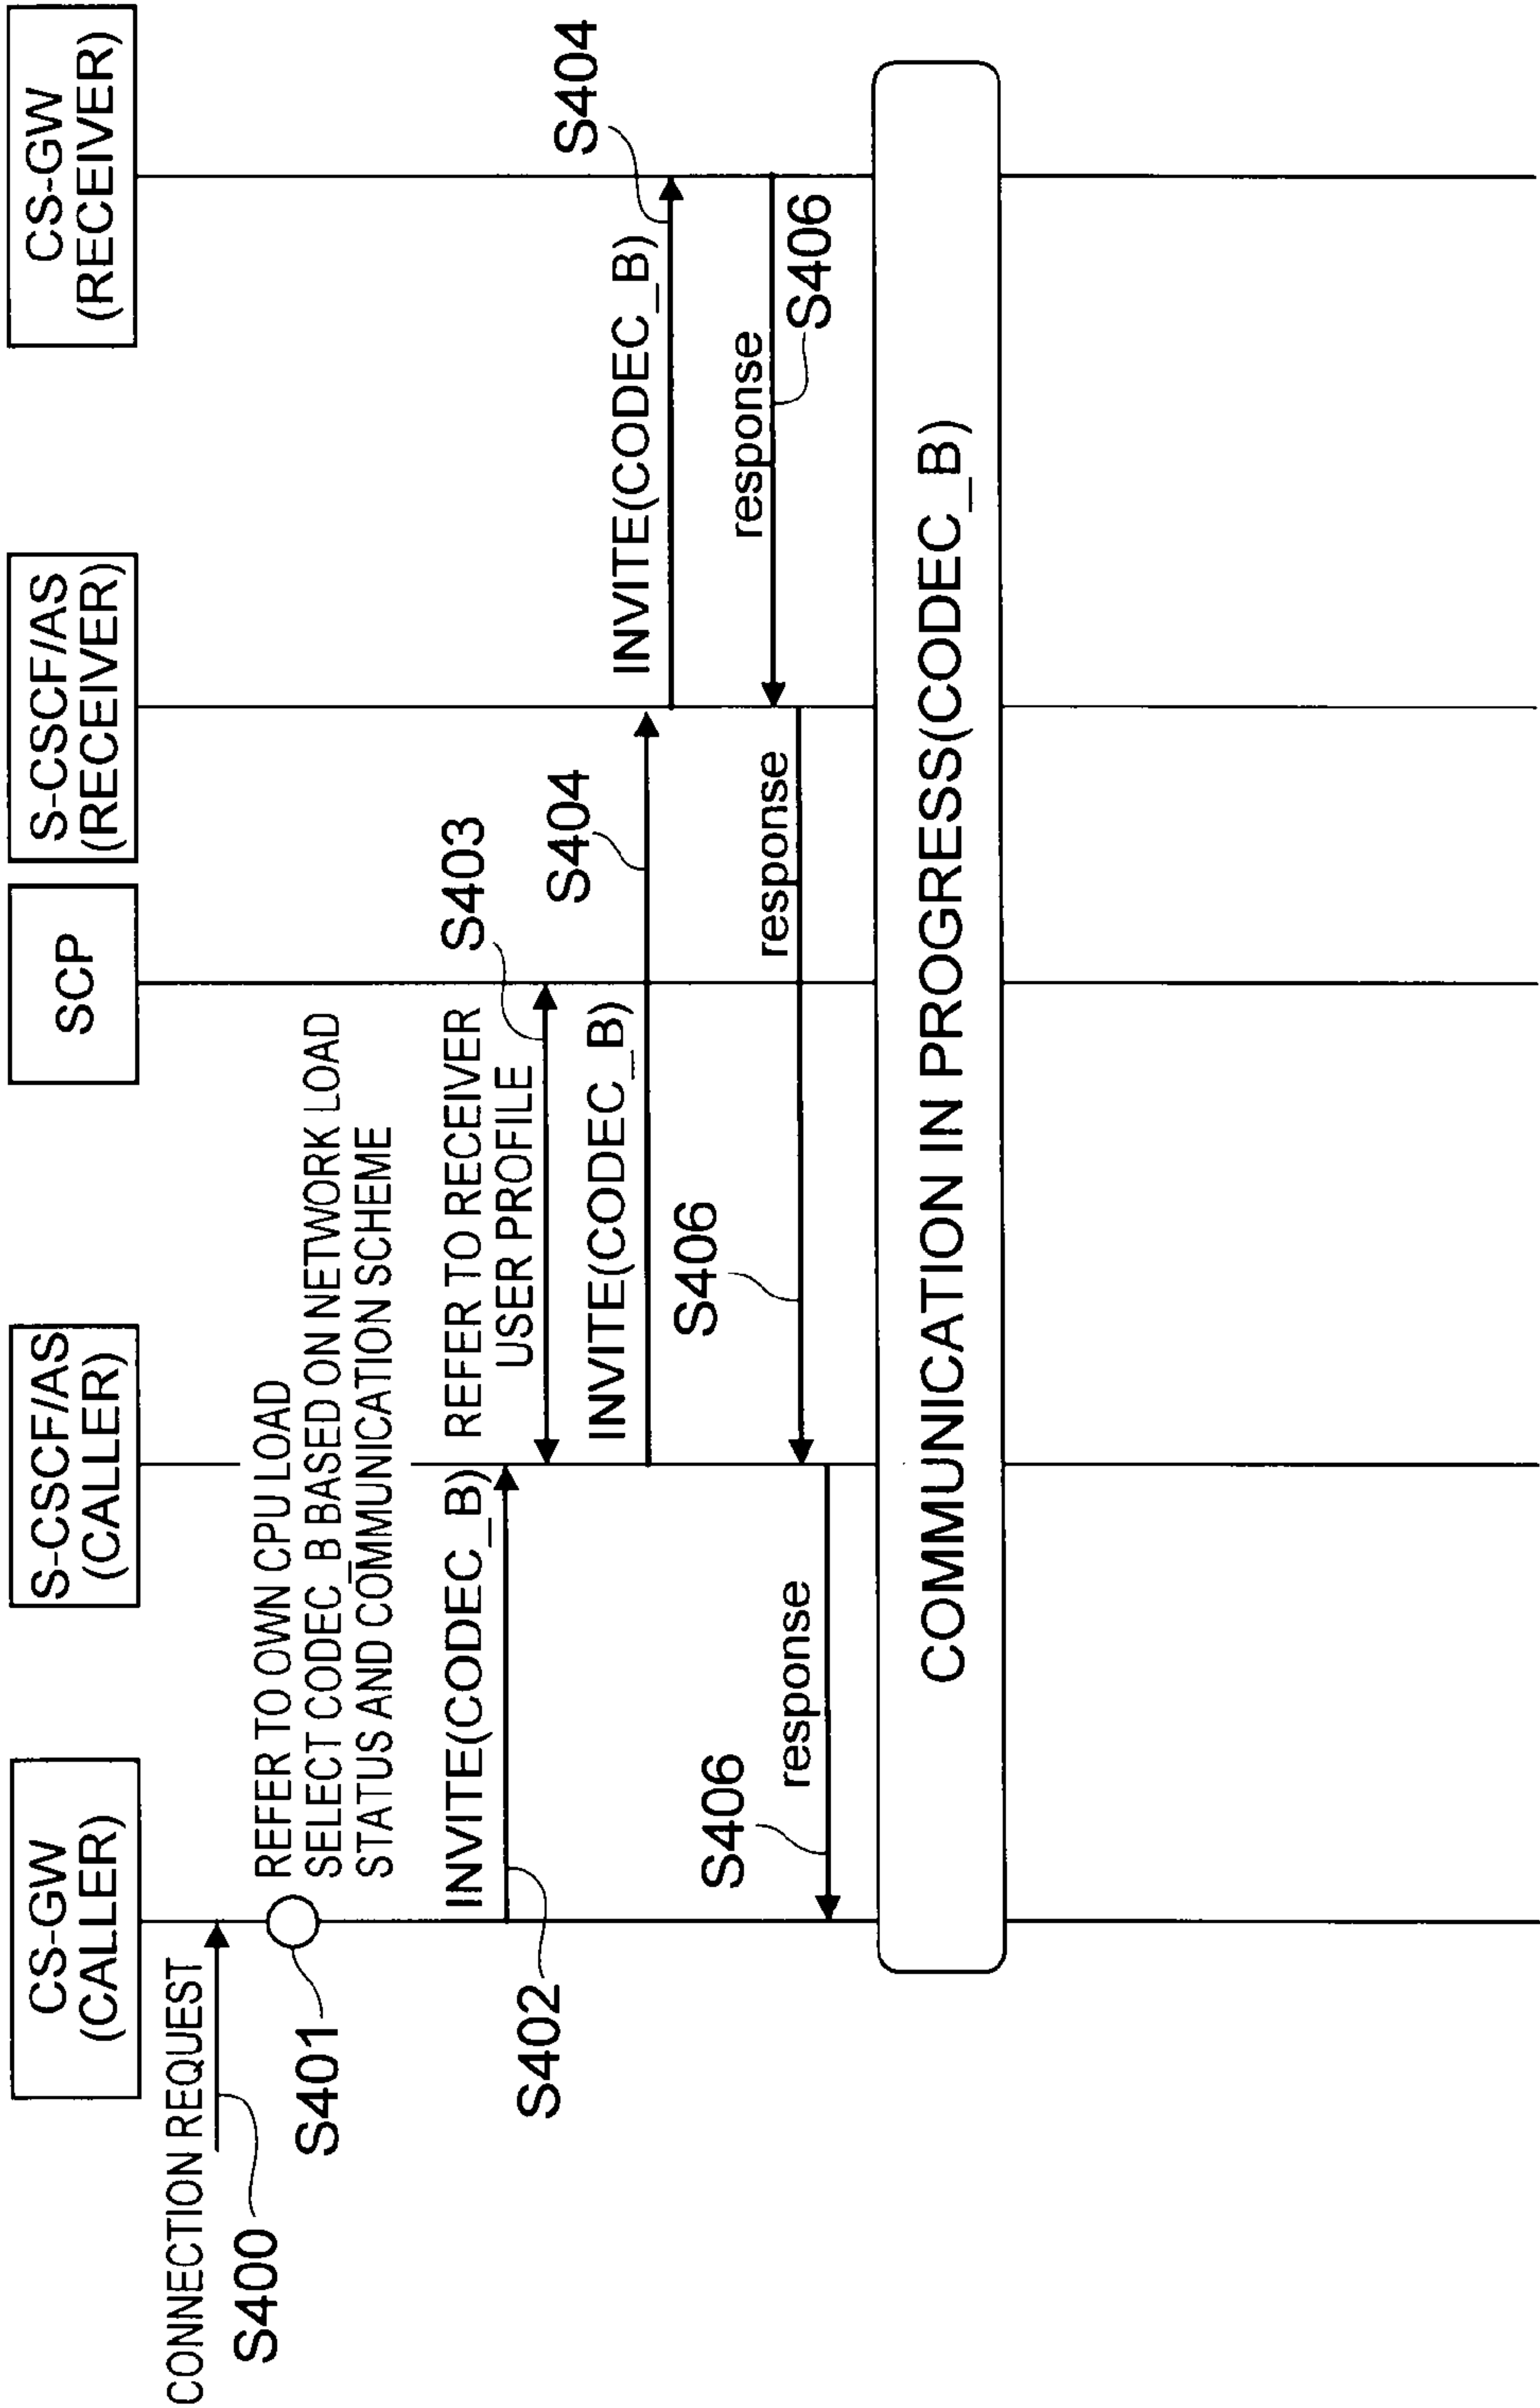 CS-GW
(CALLER)
S-CSCF/AS
(CALLER)
SCP
S-CSCF/AS
(RECEIVER)
CS-GW
(RECEIVER)
CONNECTION REQUEST
S400
S401
REFER TO OWN CPU LOAD
SELECT CODEC_B BASED ON NETWORK LOAD
STATUS AND COMMUNICATION SCHEME
INVITE(CODEC_B)
S402
REFER TO RECEIVER
USER PROFILE
S403
INVITE(CODEC_B)
S404
INVITE(CODEC_B)
S404
response
S406
response
S406
response
S406
COMMUNICATION IN PROGRESS(CODEC_B)